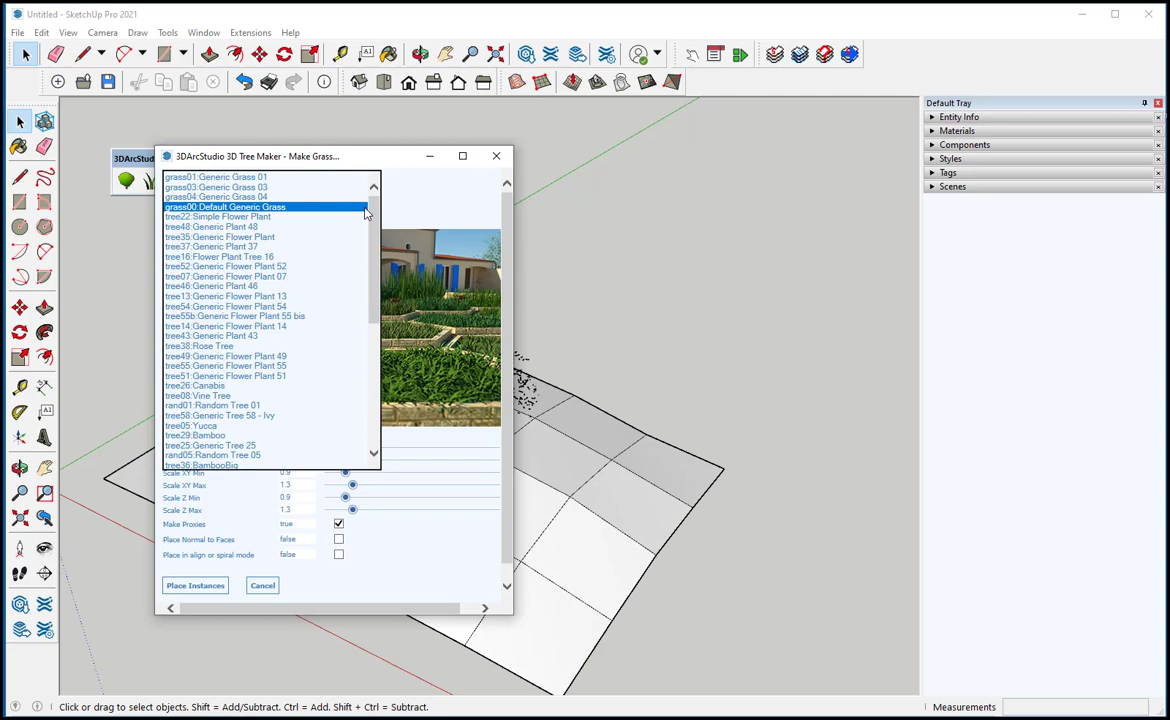 Untitled - SketchUp Pro 2021
File Edit View Camera Draw Tools Window Extensions Help
Default Tray
Entity Info
Materials
Components
Styles
Tags
Scenes
3DArcStud
3DArcStudio 3D Tree Maker - Make Grass...
grass01:Generic Grass 01
grass03:Generic Grass 03
grass04:Generic Grass 04
grass00:Default Generic Grass
tree22:Simple Flower Plant
tree48:Generic Plant 48
tree35:Generic Flower Plant
tree37:Generic Plant 37
tree16:Flower Plant Tree 16
tree52:Generic Flower Plant 52
tree07:Generic Flower Plant 07
tree46:Generic Plant 46
tree13:Generic Flower Plant 13
tree54:Generic Flower Plant 54
tree55b:Generic Flower Plant 55 bis
tree14:Generic Flower Plant 14
tree43:Generic Plant 43
tree38:Rose Tree
tree49:Generic Flower Plant 49
tree55:Generic Flower Plant 55
tree51:Generic Flower Plant 51
tree26:Canabis
tree08:Vine Tree
rand01:Random Tree 01
tree58:Generic Tree 58 - Ivy
tree05:Yucca
tree29:Bamboo
tree25:Generic Tree 25
rand05:Random Tree 05
tree36:BambooBig
Scale XY Min 0.9
Scale XY Max 1.3
Scale Z Min 0.9
Scale Z Max 1.3
Make Proxies true
Place Normal to Faces false
Place in align or spiral mode false
Place Instances Cancel
Click or drag to select objects. Shift = Add/Subtract. Ctrl = Add. Shift + Ctrl = Subtract.
Measurements